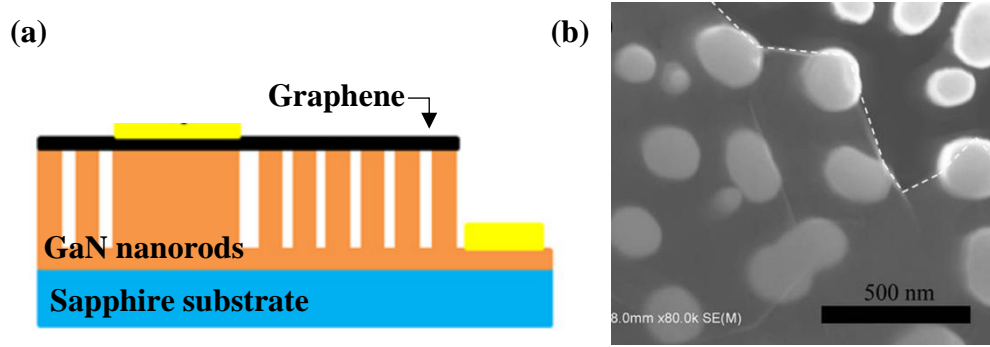 (a)
(b)
Graphene
GaN nanorods
Sapphire substrate
500 nm
8.0mm x80.0k SE(M)